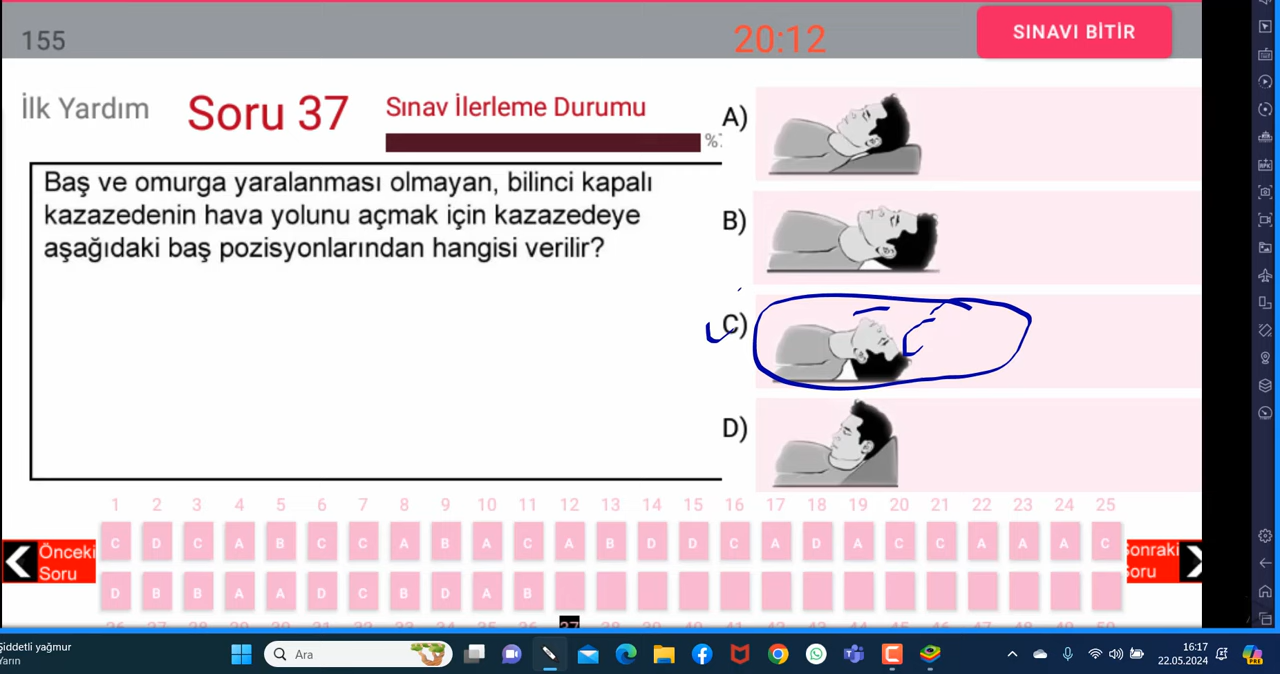 155
20:12
SINAVI BİTİR
İlk Yardım
Soru 37
Sınav İlerleme Durumu
Baş ve omurga yaralanması olmayan, bilinci kapalı
kazazedenin hava yolunu açmak için kazazedeye
aşağıdaki baş pozisyonlarından hangisi verilir?
A)
B)
C)
D)
1 2 3 4 5 6 7 8 9 10 11 12 13 14 15 16 17 18 19 20 21 22 23 24 25
C D C A B C C A B A C A B D D C A D A C C A A A C
Önceki
Soru
Sonraki
Soru
D B B A A D C B D A B
37
Şiddetli yağmur
Yarın
Ara
16:17
22.05.2024